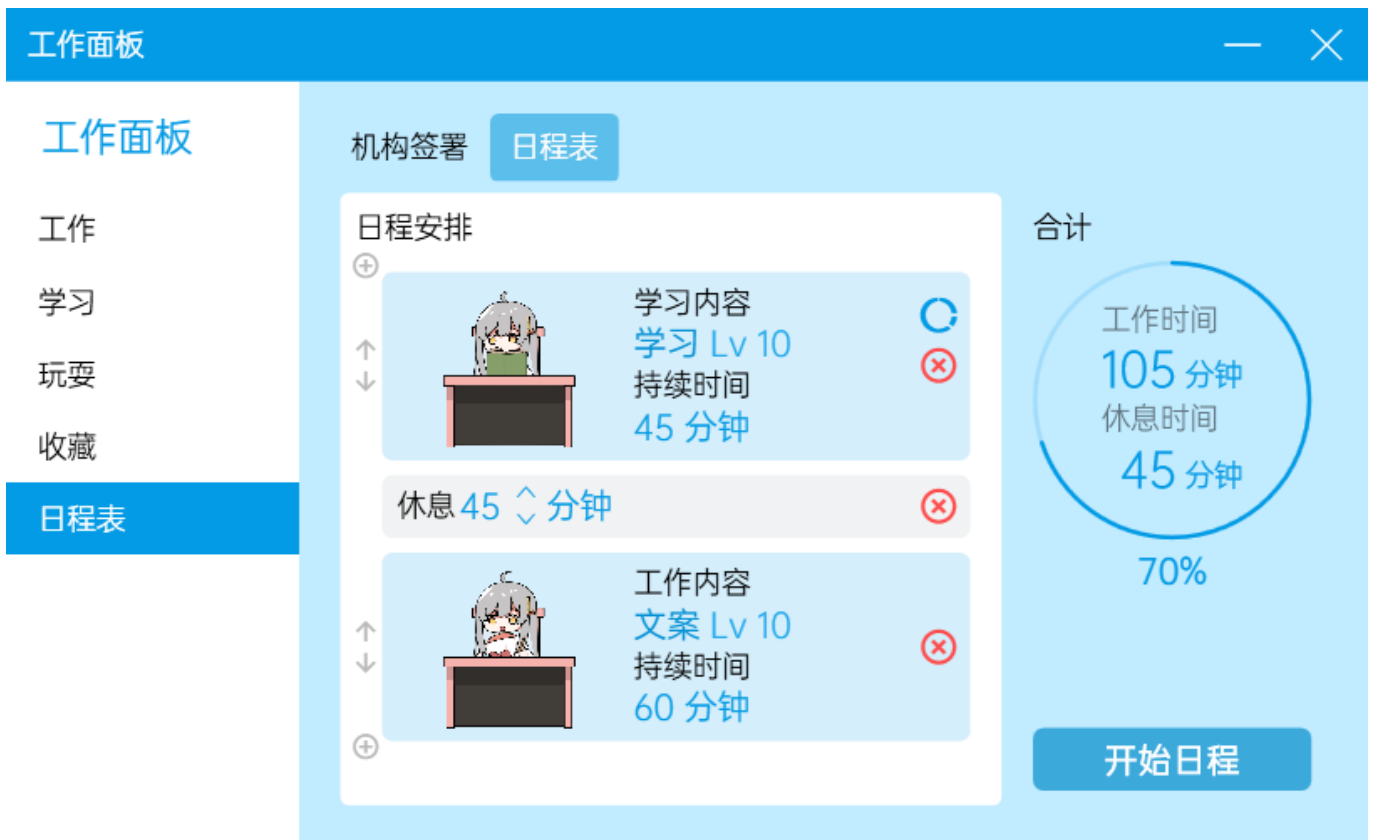 工作面板
工作面板
工作
学习
玩耍
收藏
日程表
机构签署 日程表
日程安排
学习内容
学习 Lv 10
持续时间
45 分钟
休息 45 分钟
工作内容
文案 Lv 10
持续时间
60 分钟
合计
工作时间
105 分钟
休息时间
45 分钟
70%
开始日程